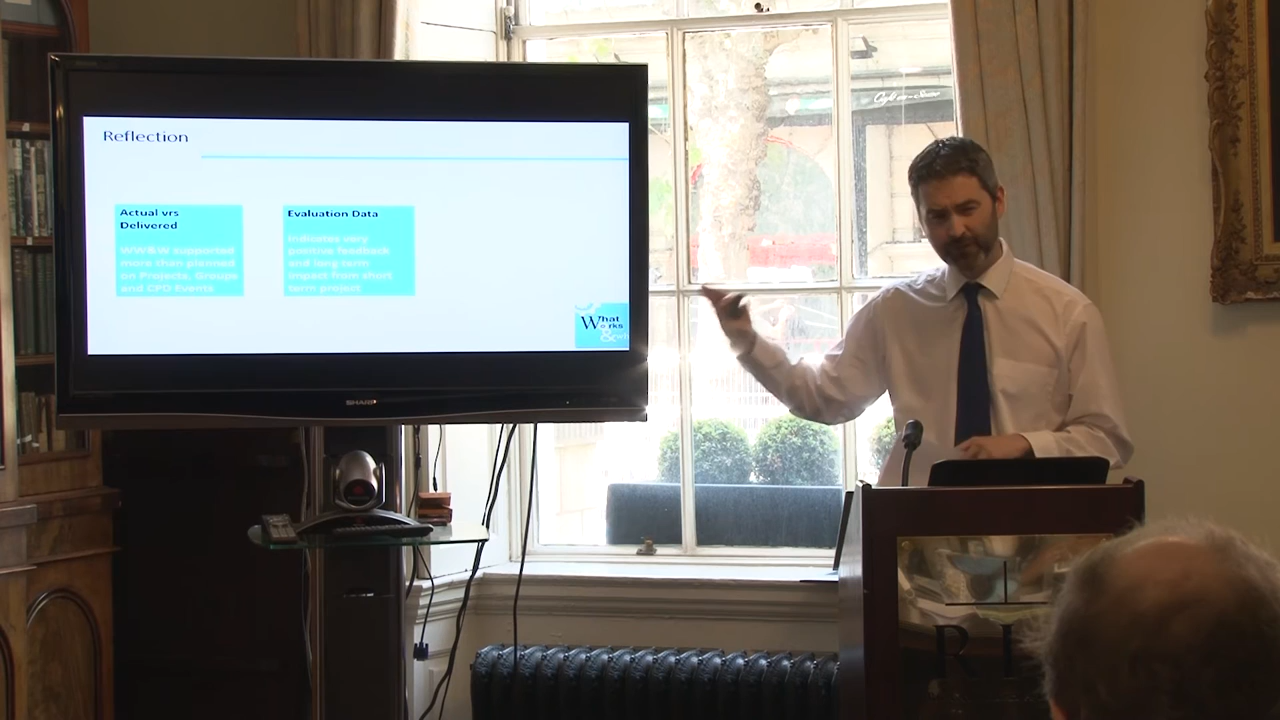 Reflection
Actual vrs
Delivered
WW&W supported
more than planned
on Projects, Groups
and CPD Events
Evaluation Data
Indicates very
positive feedback
and long term
impact from short
term project
What
Works
&
SHARP